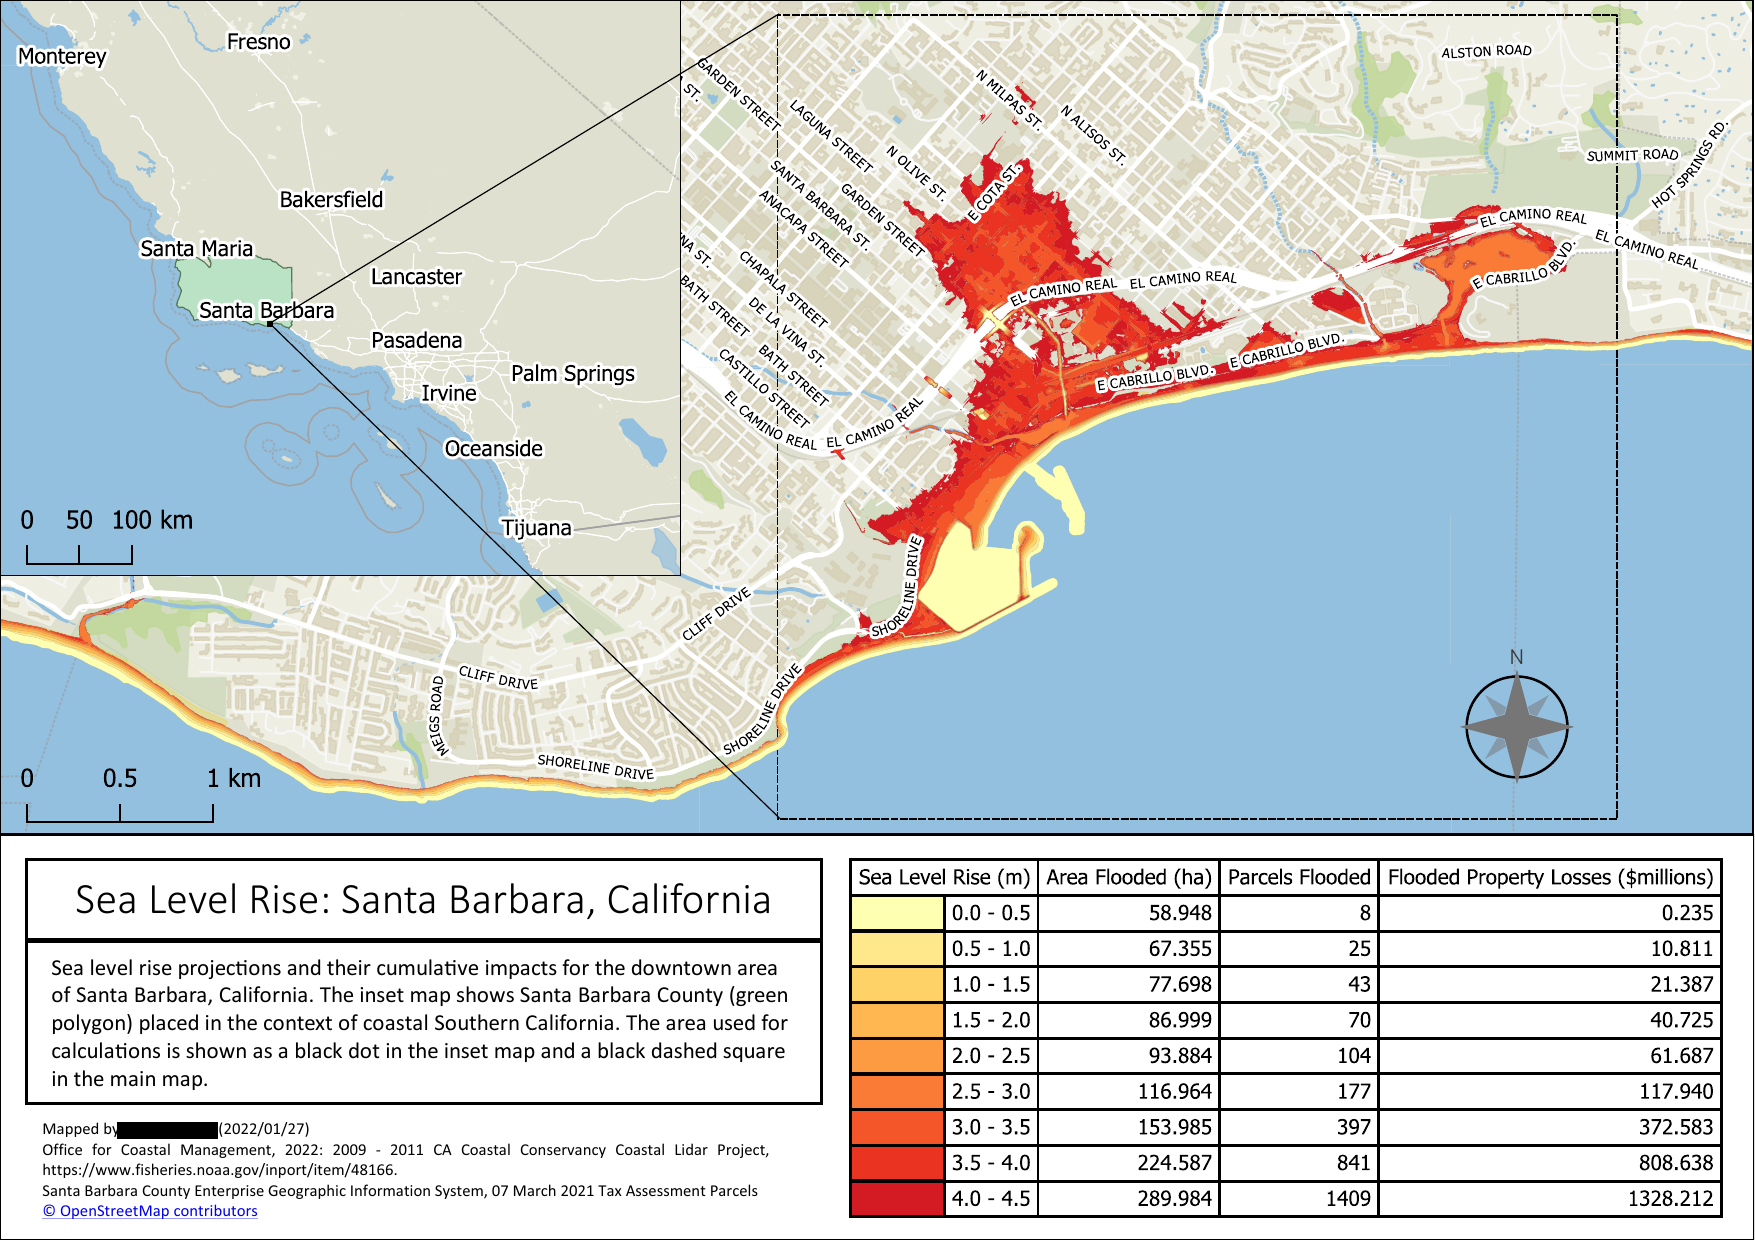 Monterey
Fresno
Bakersfield
Santa Maria
Lancaster
Santa Barbara
Pasadena
Palm Springs
Irvine
Oceanside
Tijuana
0 50 100 km
GARDEN STREET
ST.
LAGUNA STREET
N MILPAS ST.
N ALISOS ST.
ALSTON ROAD
SUMMIT ROAD
HOT SPRINGS RD.
N OLIVE ST.
E COTA ST.
SANTA BARBARA ST.
GARDEN STREET
ANACAPA STREET
NA ST.
CHAPALA STREET
BATH STREET
DE LA VINA ST.
BATH STREET
CASTILLO STREET
EL CAMINO REAL
EL CAMINO REAL
EL CAMINO REAL
EL CAMINO REAL
EL CAMINO REAL
EL CAMINO REAL
E CABRILLO BLVD.
E CABRILLO BLVD.
E CABRILLO BLVD.
SHORELINE DRIVE
CLIFF DRIVE
CLIFF DRIVE
MEIGS ROAD
SHORELINE DRIVE
SHORELINE DRIVE
N
0 0.5 1 km
Sea Level Rise: Santa Barbara, California
Sea level rise projections and their cumulative impacts for the downtown area
of Santa Barbara, California. The inset map shows Santa Barbara County (green
polygon) placed in the context of coastal Southern California. The area used for
calculations is shown as a black dot in the inset map and a black dashed square
in the main map.
Mapped by (2022/01/27)
Office for Coastal Management, 2022: 2009 - 2011 CA Coastal Conservancy Coastal Lidar Project,
https://www.fisheries.noaa.gov/inport/item/48166.
Santa Barbara County Enterprise Geographic Information System, 07 March 2021 Tax Assessment Parcels
© OpenStreetMap contributors
Sea Level Rise (m) Area Flooded (ha) Parcels Flooded Flooded Property Losses ($millions)
0.0 - 0.5 58.948 8 0.235
0.5 - 1.0 67.355 25 10.811
1.0 - 1.5 77.698 43 21.387
1.5 - 2.0 86.999 70 40.725
2.0 - 2.5 93.884 104 61.687
2.5 - 3.0 116.964 177 117.940
3.0 - 3.5 153.985 397 372.583
3.5 - 4.0 224.587 841 808.638
4.0 - 4.5 289.984 1409 1328.212